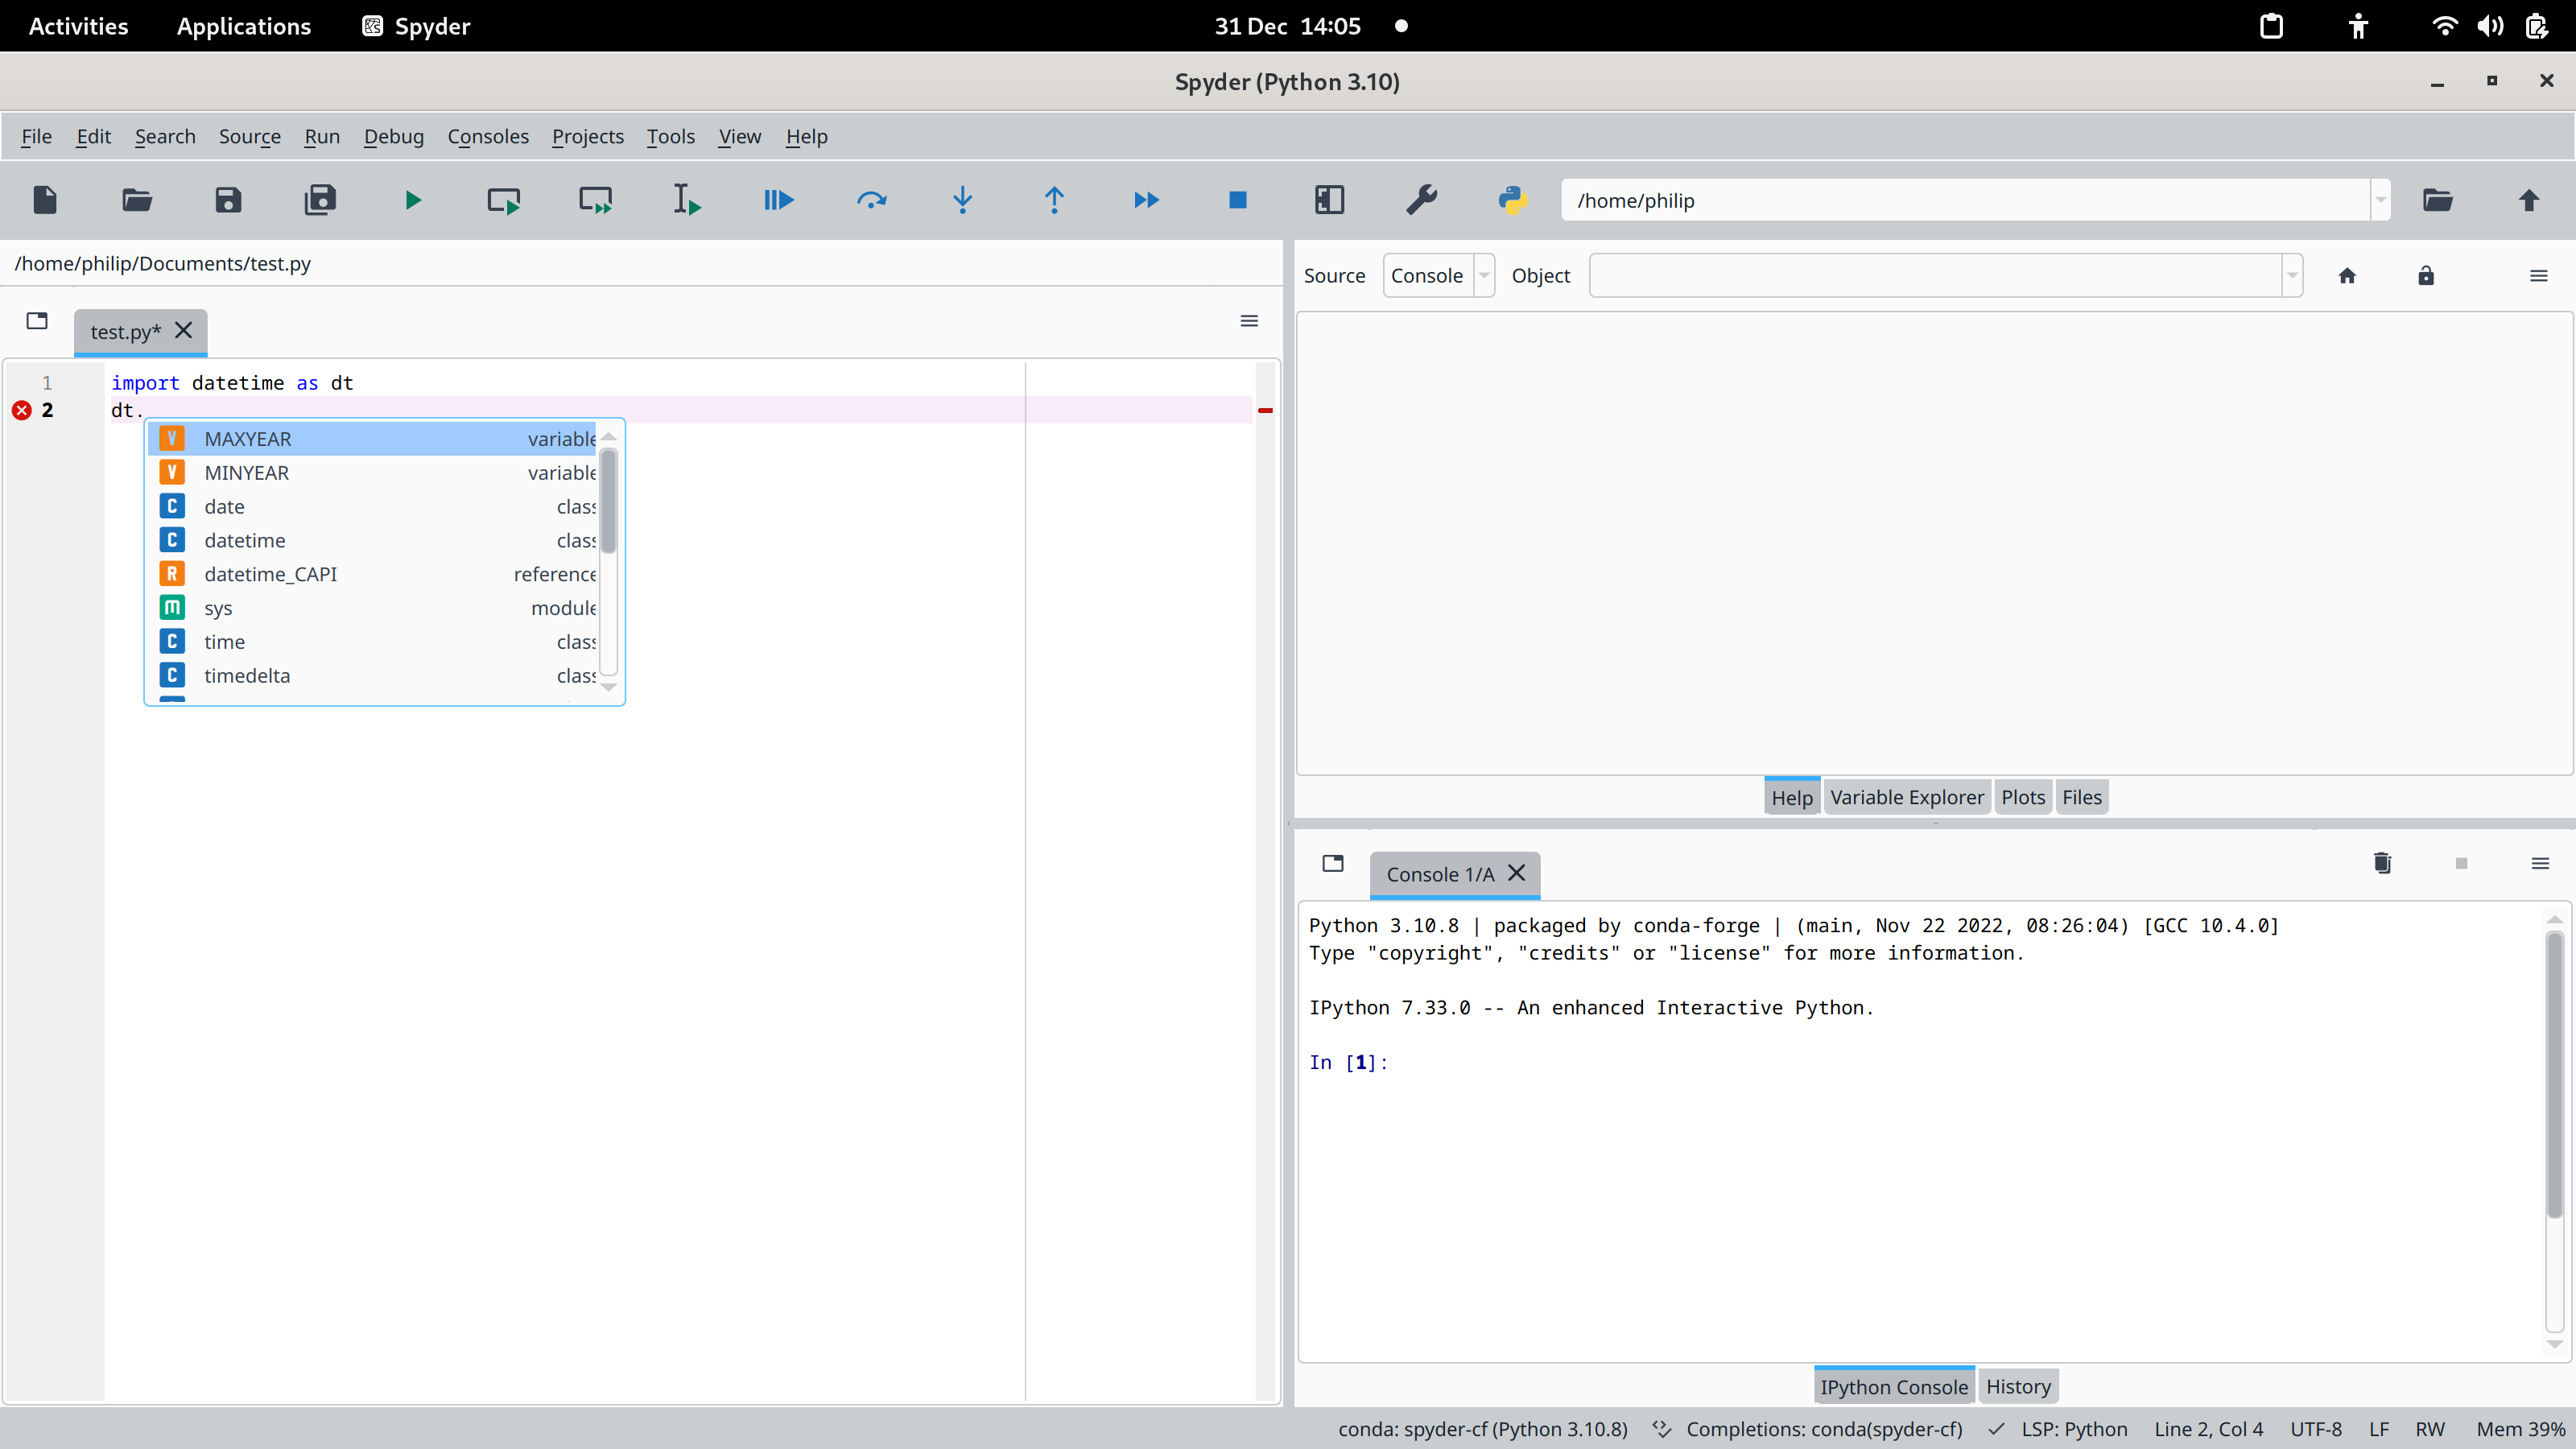 Activities Applications Spyder 31 Dec 14:05
Spyder (Python 3.10)
File Edit Search Source Run Debug Consoles Projects Tools View Help
/home/philip
/home/philip/Documents/test.py
Source Console Object
test.py*
1 import datetime as dt
2 dt.
V MAXYEAR variable
V MINYEAR variable
C date class
C datetime class
R datetime_CAPI reference
m sys module
C time class
C timedelta class
Help Variable Explorer Plots Files
Console 1/A
Python 3.10.8 | packaged by conda-forge | (main, Nov 22 2022, 08:26:04) [GCC 10.4.0]
Type "copyright", "credits" or "license" for more information.
IPython 7.33.0 -- An enhanced Interactive Python.
In [1]:
IPython Console History
conda: spyder-cf (Python 3.10.8) Completions: conda(spyder-cf) LSP: Python Line 2, Col 4 UTF-8 LF RW Mem 39%